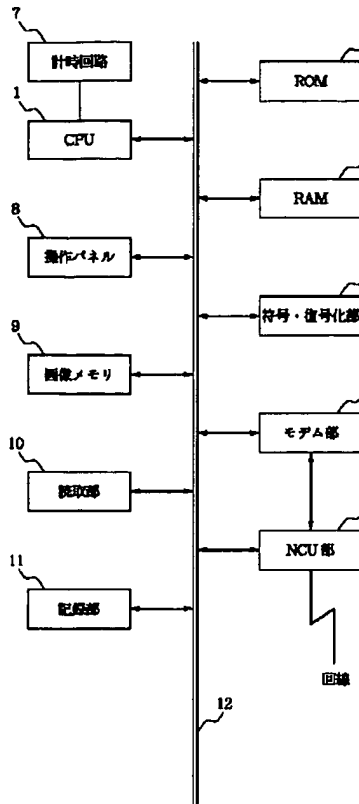 7
計時回路
1
CPU
8
操作パネル
9
画像メモリ
10
読取部
11
記録部
ROM
RAM
符号・復号化部
モデム部
NCU部
回線
12